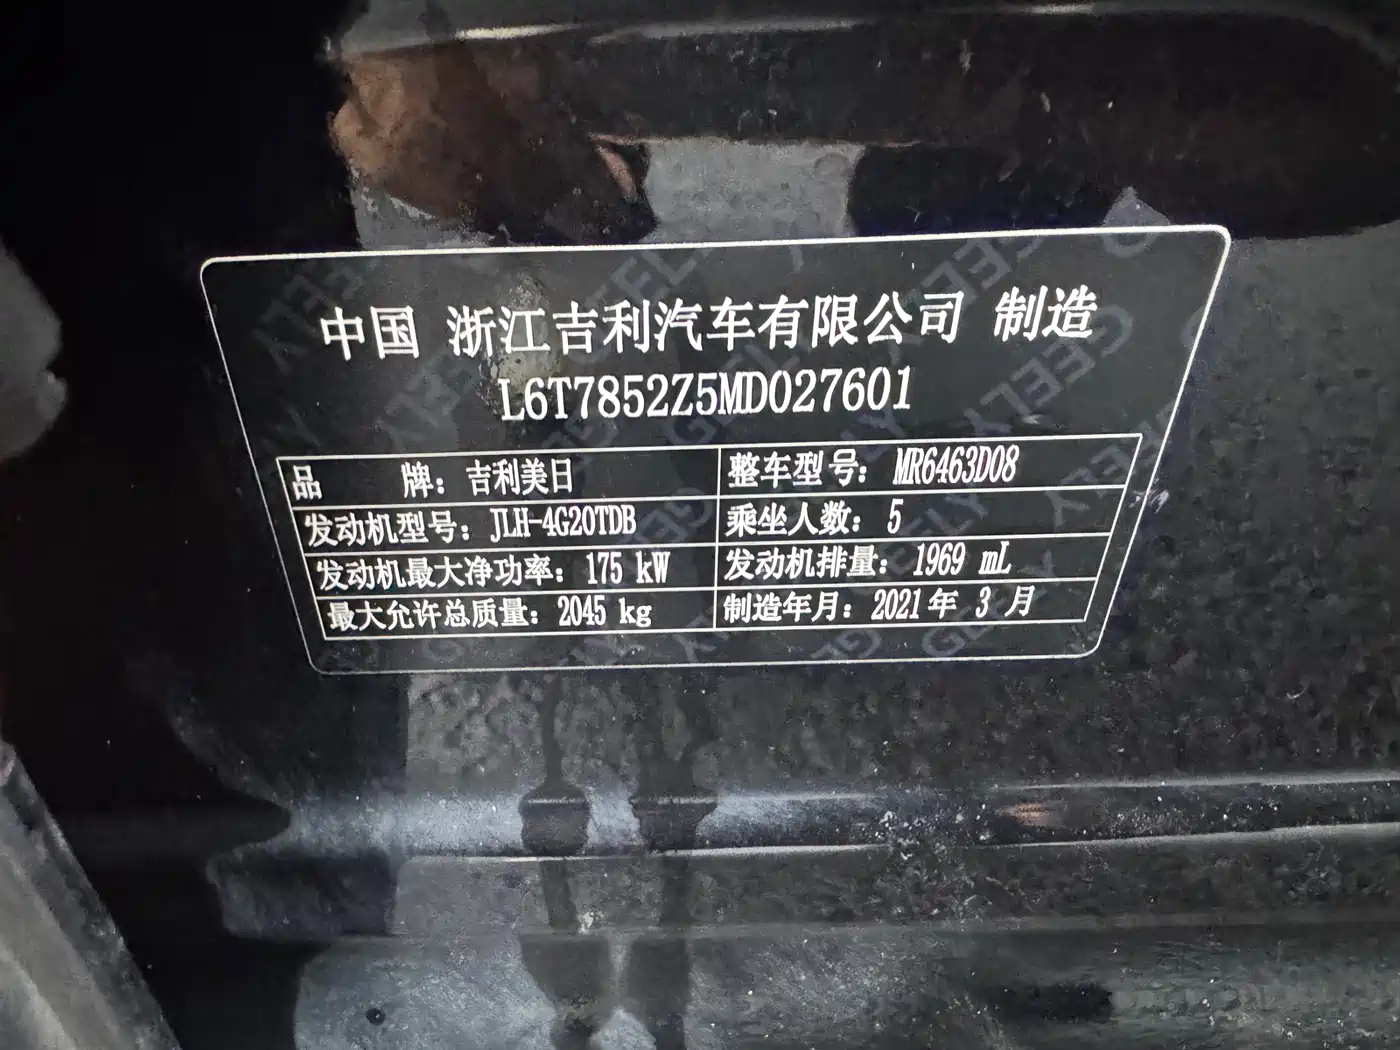 中国 浙江吉利汽车有限公司 制造
L6T7852Z5MD027601
品 牌: 吉利美日 整车型号: MR6463D08
发动机型号: JLH-4G20TDB 乘坐人数: 5
发动机最大净功率: 175 kW 发动机排量: 1969 mL
最大允许总质量: 2045 kg 制造年月: 2021年 3 月